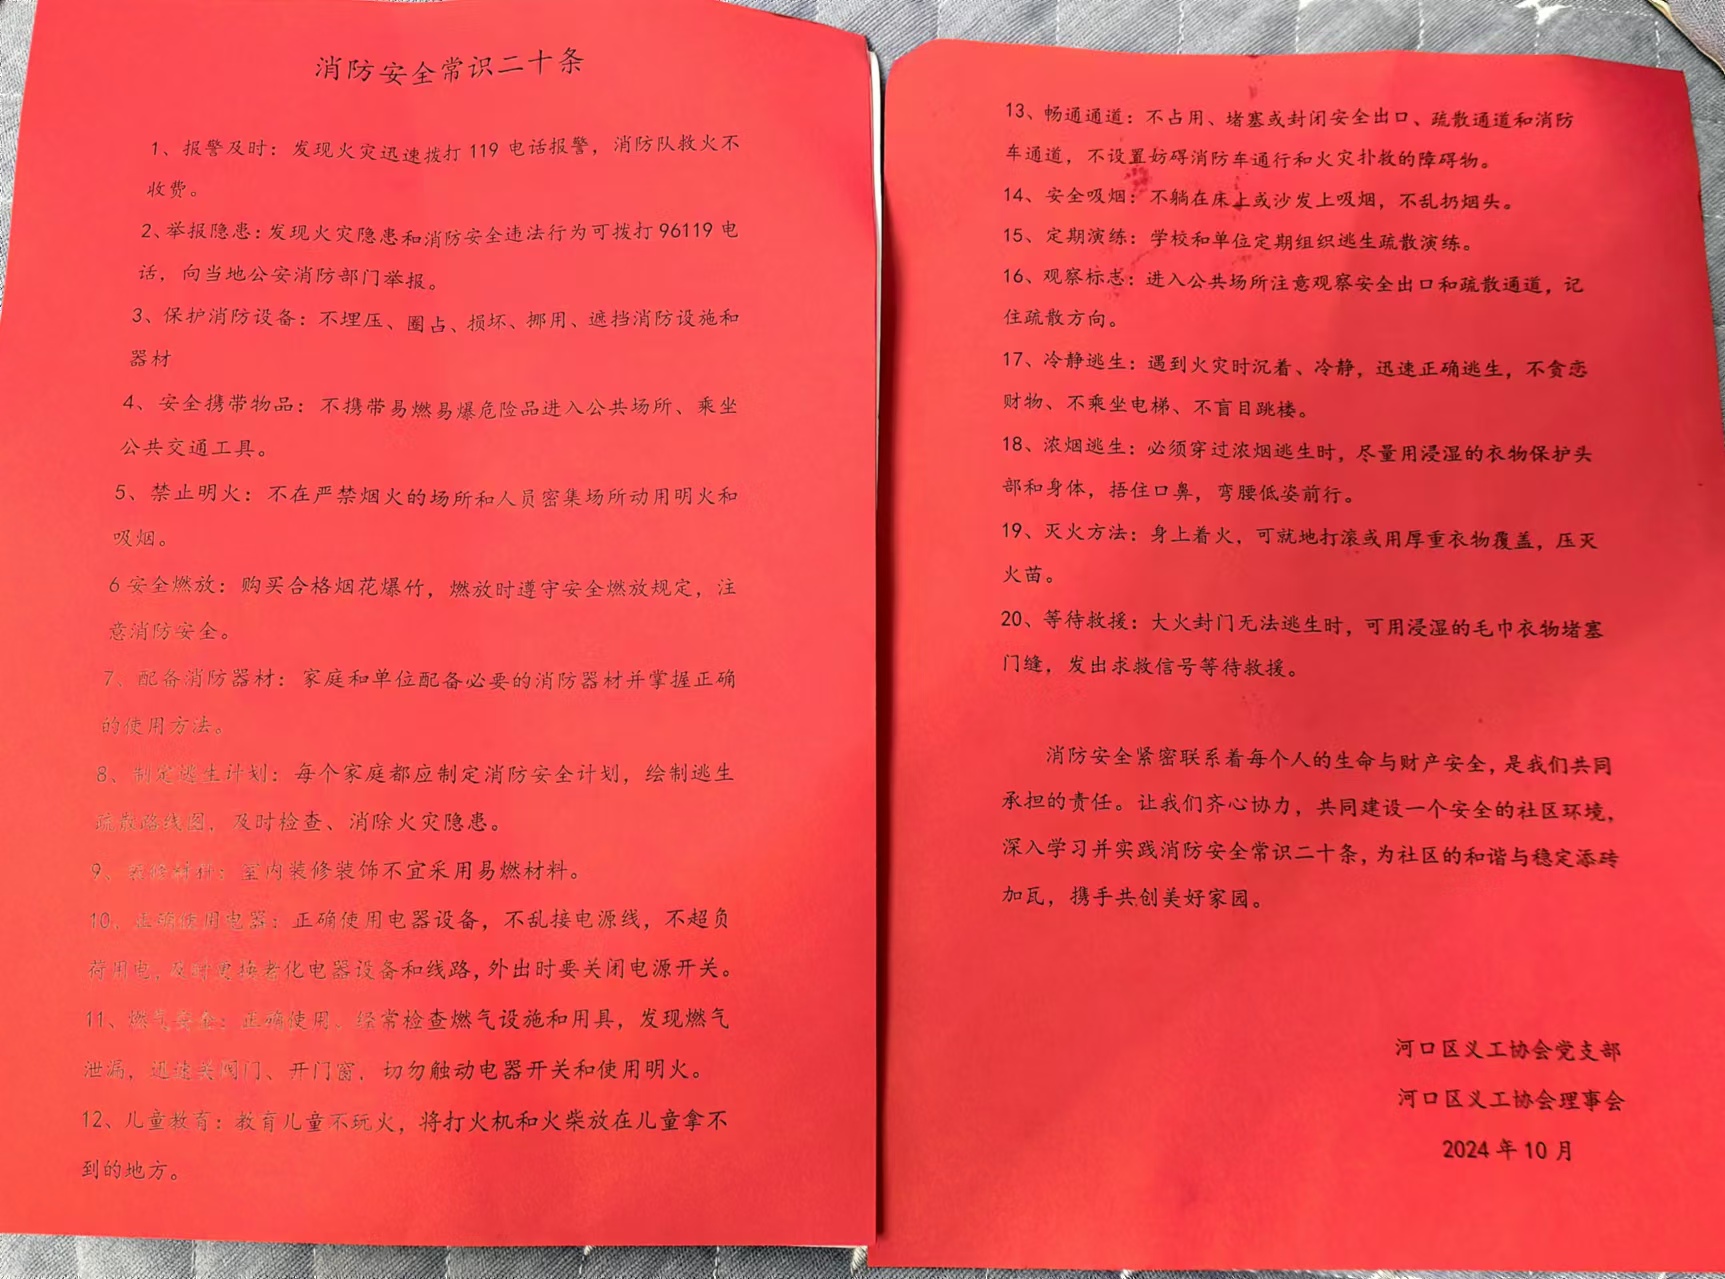 消防安全常识二十条
1、报警及时：发现火灾迅速拨打119电话报警，消防队救火不
收费。
2、举报隐患：发现火灾隐患和消防安全违法行为可拨打96119电
话，向当地公安消防部门举报。
3、保护消防设备：不埋压、圈占、损坏、挪用、遮挡消防设施和
器材
4、安全携带物品：不携带易燃易爆危险品进入公共场所、乘坐
公共交通工具。
5、禁止明火：不在严禁烟火的场所和人员密集场所动用明火和
吸烟。
6安全燃放：购买合格烟花爆竹，燃放时遵守安全燃放规定，注
意消防安全。
7、配备消防器材：家庭和单位配备必要的消防器材并掌握正确
的使用方法。
8、制定逃生计划：每个家庭都应制定消防安全计划，绘制逃生
疏散路线图，及时检查、消除火灾隐患。
9、装修材料：室内装修装饰不宜采用易燃材料。
10、正确使用电器：正确使用电器设备，不乱接电源线，不超负
荷用电，及时更换老化电器设备和线路，外出时要关闭电源开关。
11、燃气安全：正确使用、经常检查燃气设施和用具，发现燃气
泄漏，迅速关阀门、开门窗，切勿触动电器开关和使用明火。
12、儿童教育：教育儿童不玩火，将打火机和火柴放在儿童拿不
到的地方。
13、畅通通道：不占用、堵塞或封闭安全出口、疏散通道和消防
车通道，不设置妨碍消防车通行和火灾扑救的障碍物。
14、安全吸烟：不躺在床上或沙发上吸烟，不乱扔烟头。
15、定期演练：学校和单位定期组织逃生疏散演练。
16、观察标志：进入公共场所注意观察安全出口和疏散通道，记
住疏散方向。
17、冷静逃生：遇到火灾时沉着、冷静，迅速正确逃生，不贪恋
财物、不乘坐电梯、不盲目跳楼。
18、浓烟逃生：必须穿过浓烟逃生时，尽量用浸湿的衣物保护头
部和身体，捂住口鼻，弯腰低姿前行。
19、灭火方法：身上着火，可就地打滚或用厚重衣物覆盖，压灭
火苗。
20、等待救援：大火封门无法逃生时，可用浸湿的毛巾衣物堵塞
门缝，发出求救信号等待救援。
消防安全紧密联系着每个人的生命与财产安全，是我们共同
承担的责任。让我们齐心协力，共同建设一个安全的社区环境，
深入学习并实践消防安全常识二十条，为社区的和谐与稳定添砖
加瓦，携手共创美好家园。
河口区义工协会党支部
河口区义工协会理事会
2024年10月